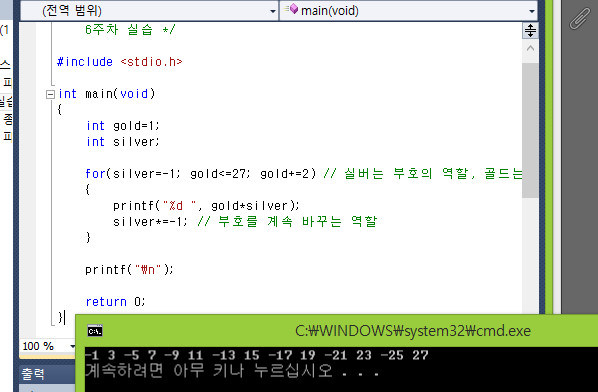 (전역 범위)
main(void)
6주차 실습 */
#include <stdio.h>
int main(void)
{
int gold=1;
int silver;
for(silver=-1; gold<=27; gold+=2) // 실버는 부호의 역할, 골드는
{
printf("%d ", gold*silver);
silver*=-1; // 부호를 계속 바꾸는 역할
}
printf("₩n");
return 0;
}
100 %
출력
C:₩WINDOWS₩system32₩cmd.exe
-1 3 -5 7 -9 11 -13 15 -17 19 -21 23 -25 27
계속하려면 아무 키나 누르십시오 . . .